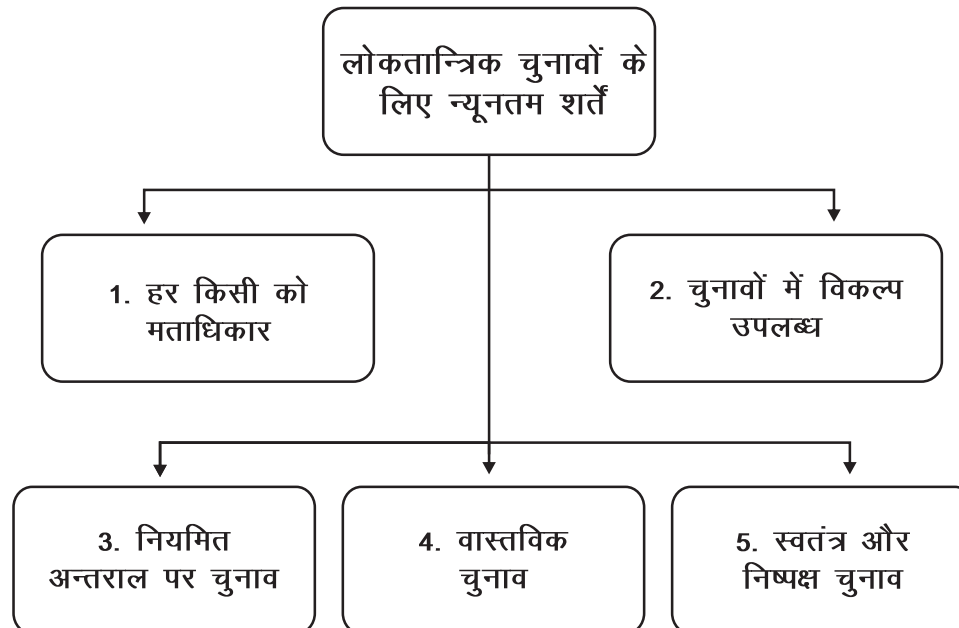 लोकतान्त्रिक चुनावों के
लिए न्यूनतम शर्तें
1. हर किसी को
मताधिकार
2. चुनावों में विकल्प
उपलब्ध
3. नियमित
अन्तराल पर चुनाव
4. वास्तविक
चुनाव
5. स्वतंत्र और
निष्पक्ष चुनाव